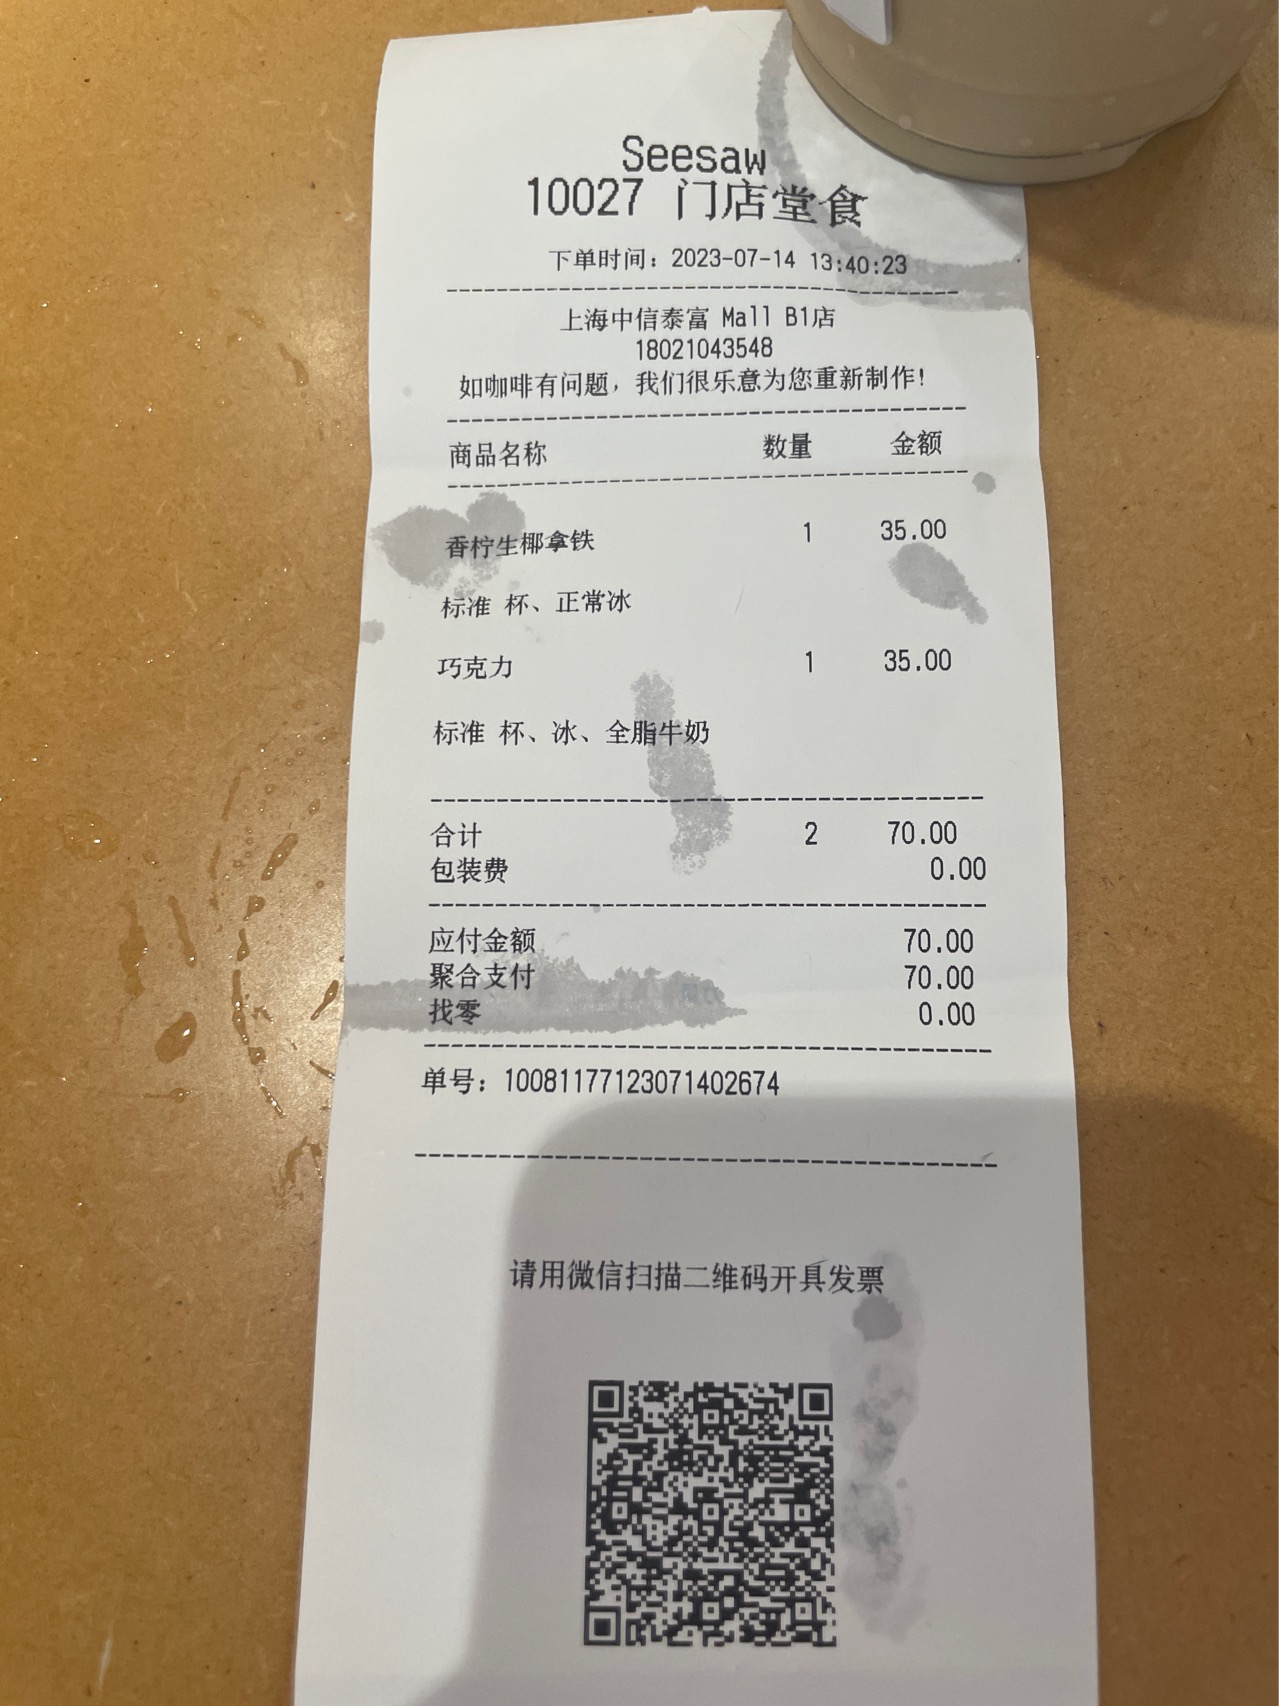 Seesaw
10027 门店堂食
下单时间：2023-07-14 13:40:23
上海中信泰富 Mall B1店
18021043548
如咖啡有问题，我们很乐意为您重新制作！
商品名称 数量 金额
香柠生椰拿铁 1 35.00
标准 杯、正常冰
巧克力 1 35.00
标准 杯、冰、全脂牛奶
合计 2 70.00
包装费 0.00
应付金额 70.00
聚合支付 70.00
找零 0.00
单号：10081177123071402674
请用微信扫描二维码开具发票